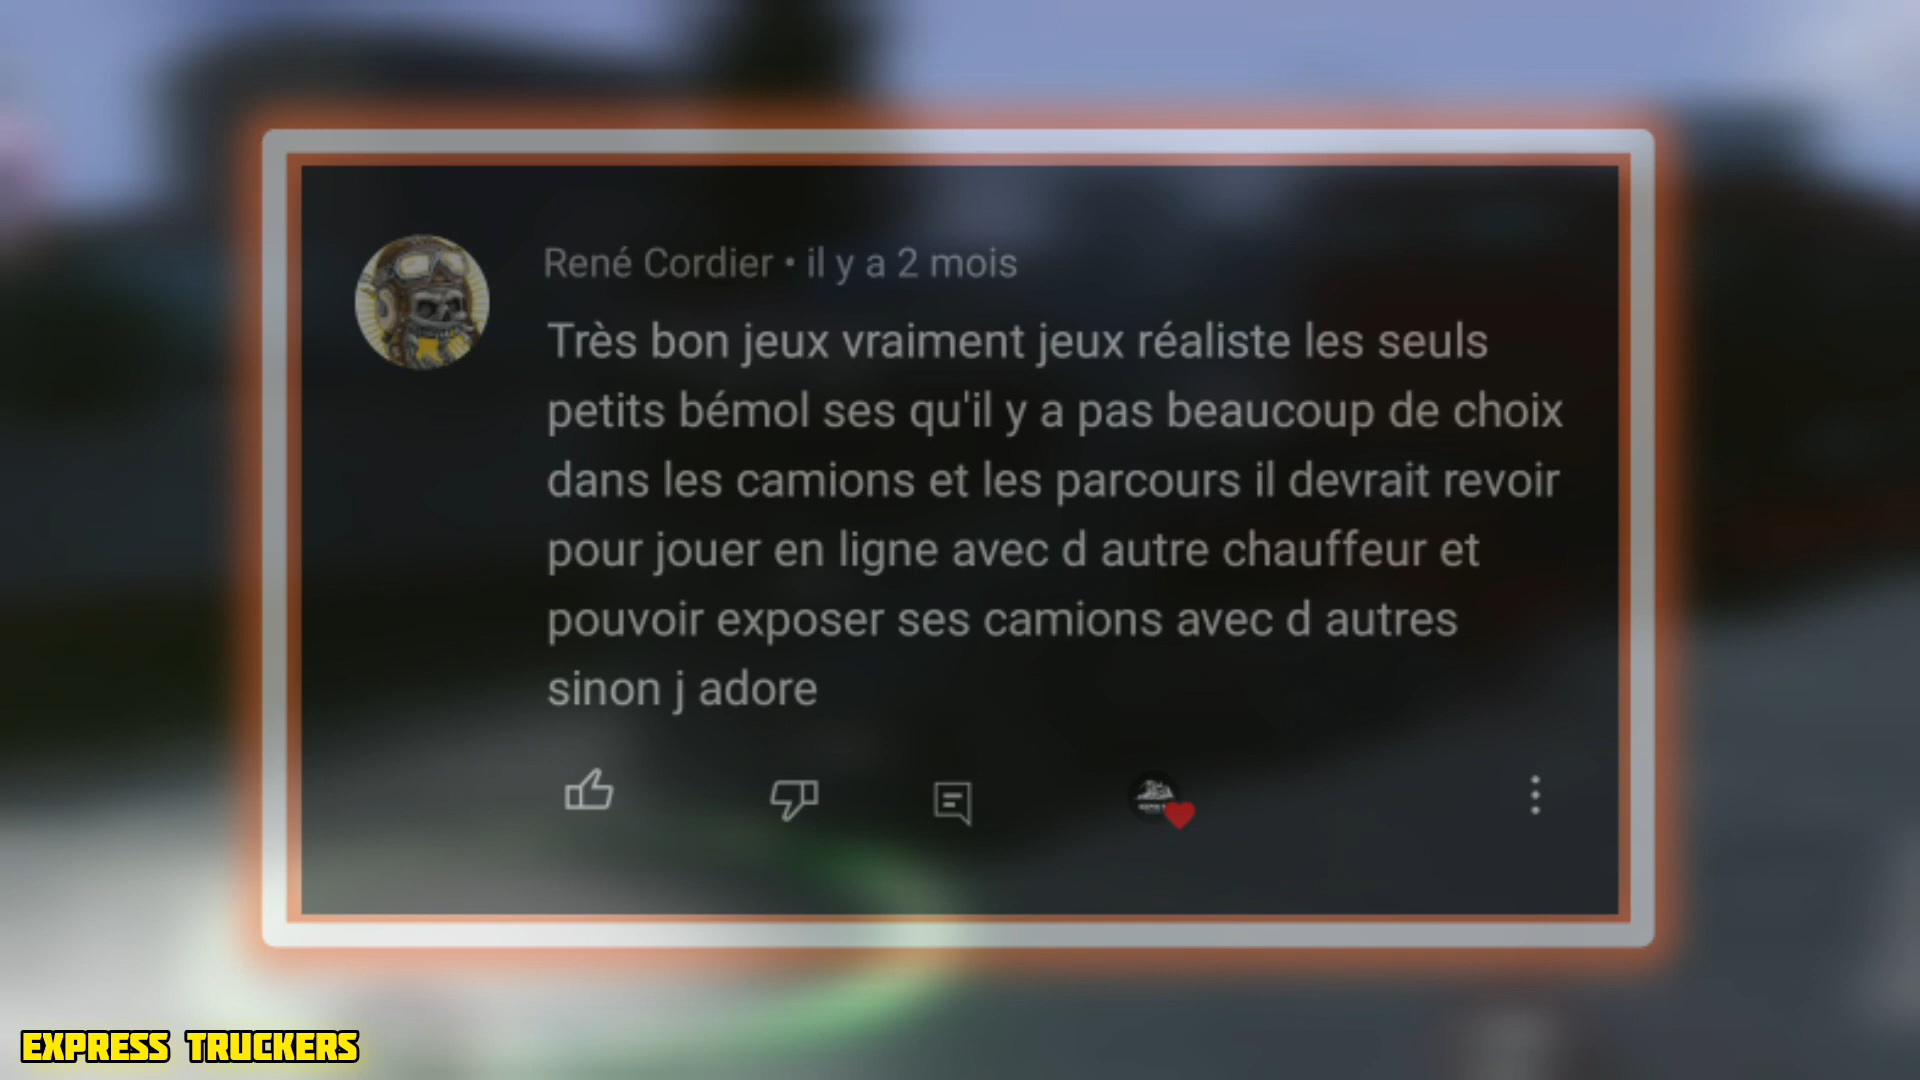 René Cordier • il y a 2 mois
Très bon jeux vraiment jeux réaliste les seuls
petits bémol ses qu'il y a pas beaucoup de choix
dans les camions et les parcours il devrait revoir
pour jouer en ligne avec d autre chauffeur et
pouvoir exposer ses camions avec d autres
sinon j adore
EXPRESS TRUCKERS